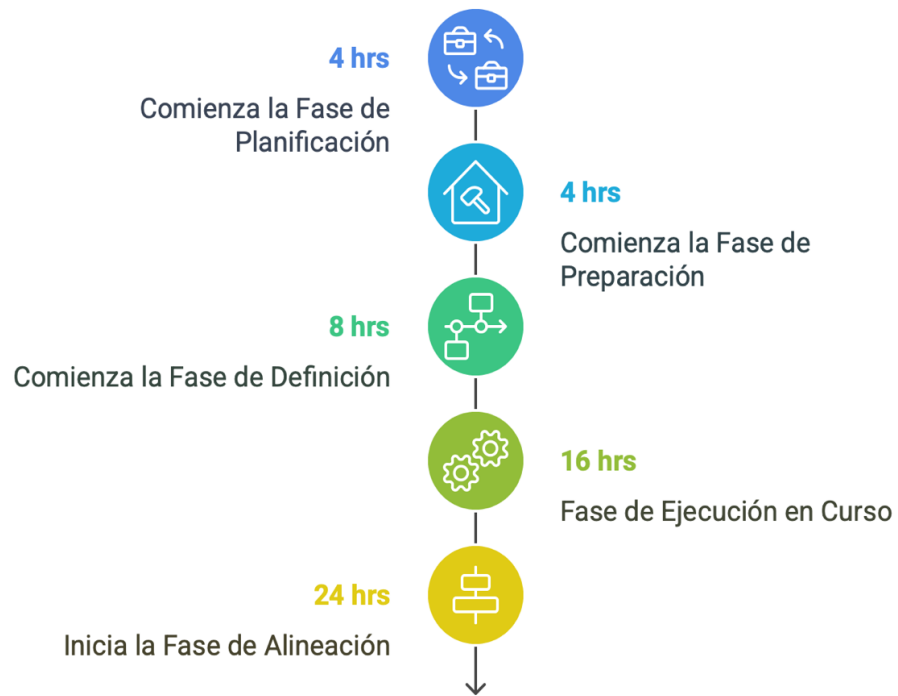 4 hrs
Comienza la Fase de
Planificación
4 hrs
Comienza la Fase de
Preparación
8 hrs
Comienza la Fase de Definición
16 hrs
Fase de Ejecución en Curso
24 hrs
Inicia la Fase de Alineación